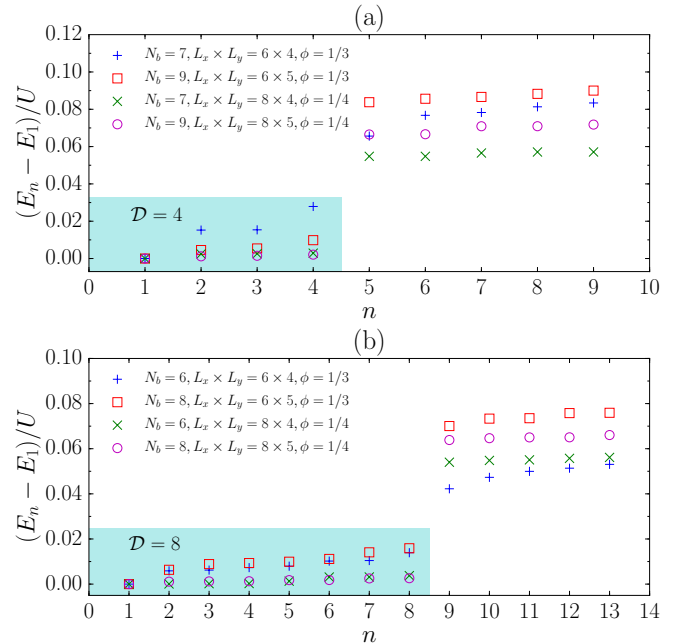 (a)
(E_n − E_1)/U
0.12
0.10
0.08
0.06
0.04
0.02
0.00
N_b = 7, L_x × L_y = 6 × 4, ϕ = 1/3
N_b = 9, L_x × L_y = 6 × 5, ϕ = 1/3
N_b = 7, L_x × L_y = 8 × 4, ϕ = 1/4
N_b = 9, L_x × L_y = 8 × 5, ϕ = 1/4
𝒟 = 4
0 1 2 3 4 5 6 7 8 9 10
n
(b)
(E_n − E_1)/U
0.10
0.08
0.06
0.04
0.02
0.00
N_b = 6, L_x × L_y = 6 × 4, ϕ = 1/3
N_b = 8, L_x × L_y = 6 × 5, ϕ = 1/3
N_b = 6, L_x × L_y = 8 × 4, ϕ = 1/4
N_b = 8, L_x × L_y = 8 × 5, ϕ = 1/4
𝒟 = 8
0 1 2 3 4 5 6 7 8 9 10 11 12 13 14
n